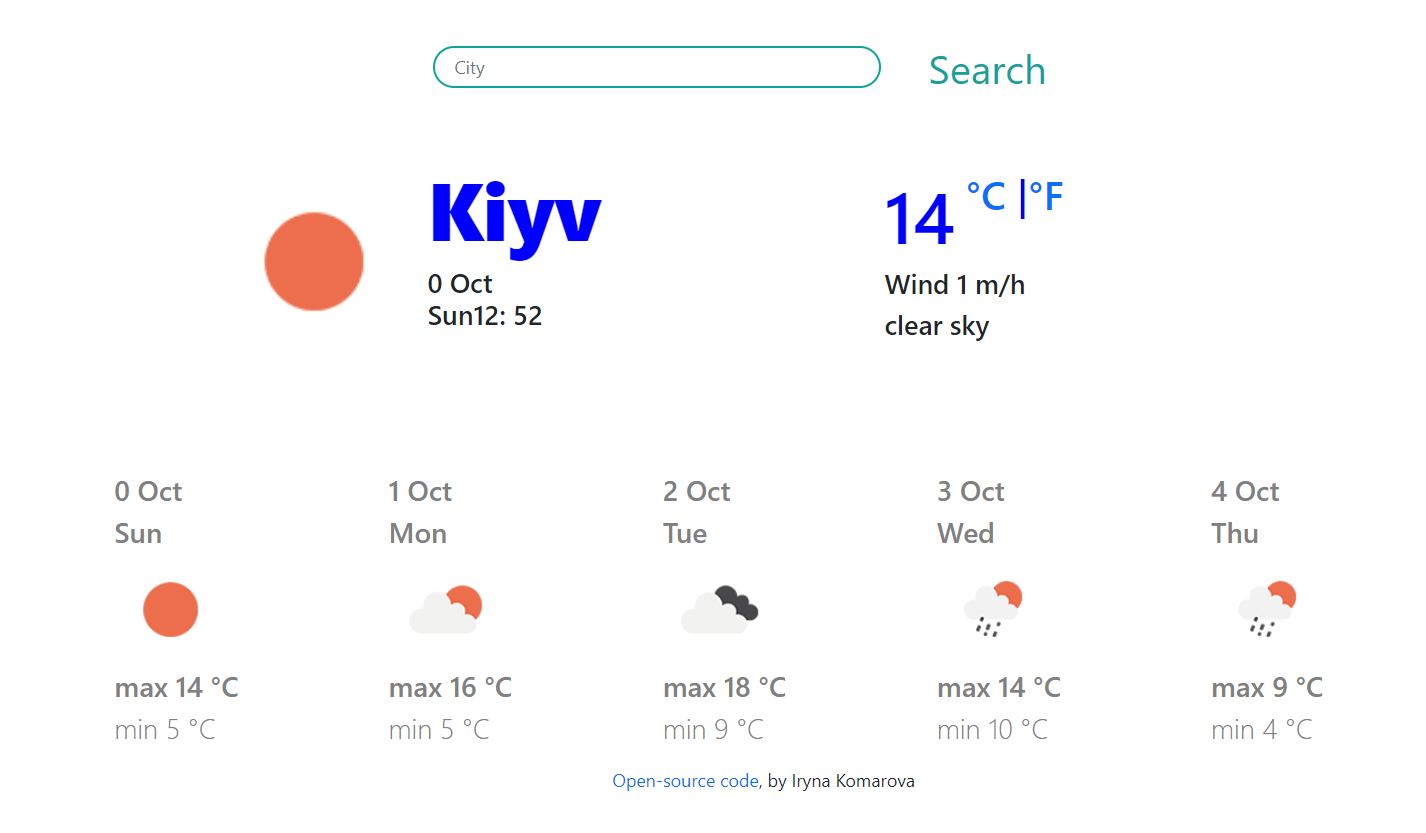 City
Search
Kiyv
0 Oct
Sun12: 52
14 °C |°F
Wind 1 m/h
clear sky
0 Oct
Sun
max 14 °C
min 5 °C
1 Oct
Mon
max 16 °C
min 5 °C
2 Oct
Tue
max 18 °C
min 9 °C
3 Oct
Wed
max 14 °C
min 10 °C
4 Oct
Thu
max 9 °C
min 4 °C
Open-source code, by Iryna Komarova